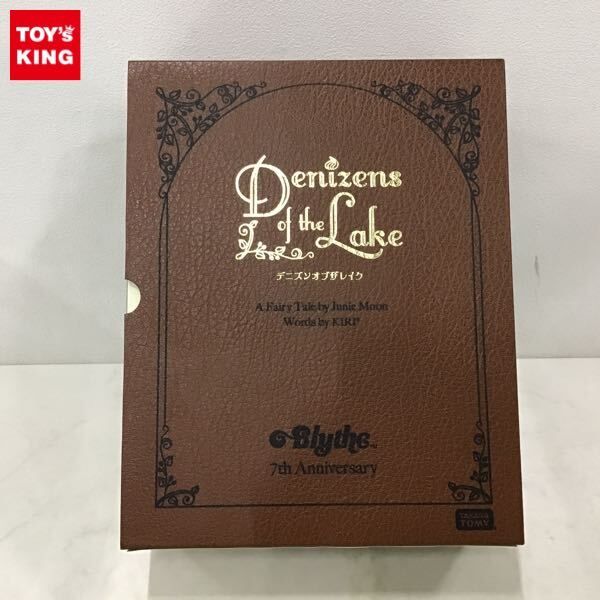 TOY'S
KING
Denizens
of the
Lake
デニズンオブザレイク
A Fairy Tale by Junie Moon
Words by KIRI*
Blythe
TM
7th Anniversary
TAKARA
TOMY